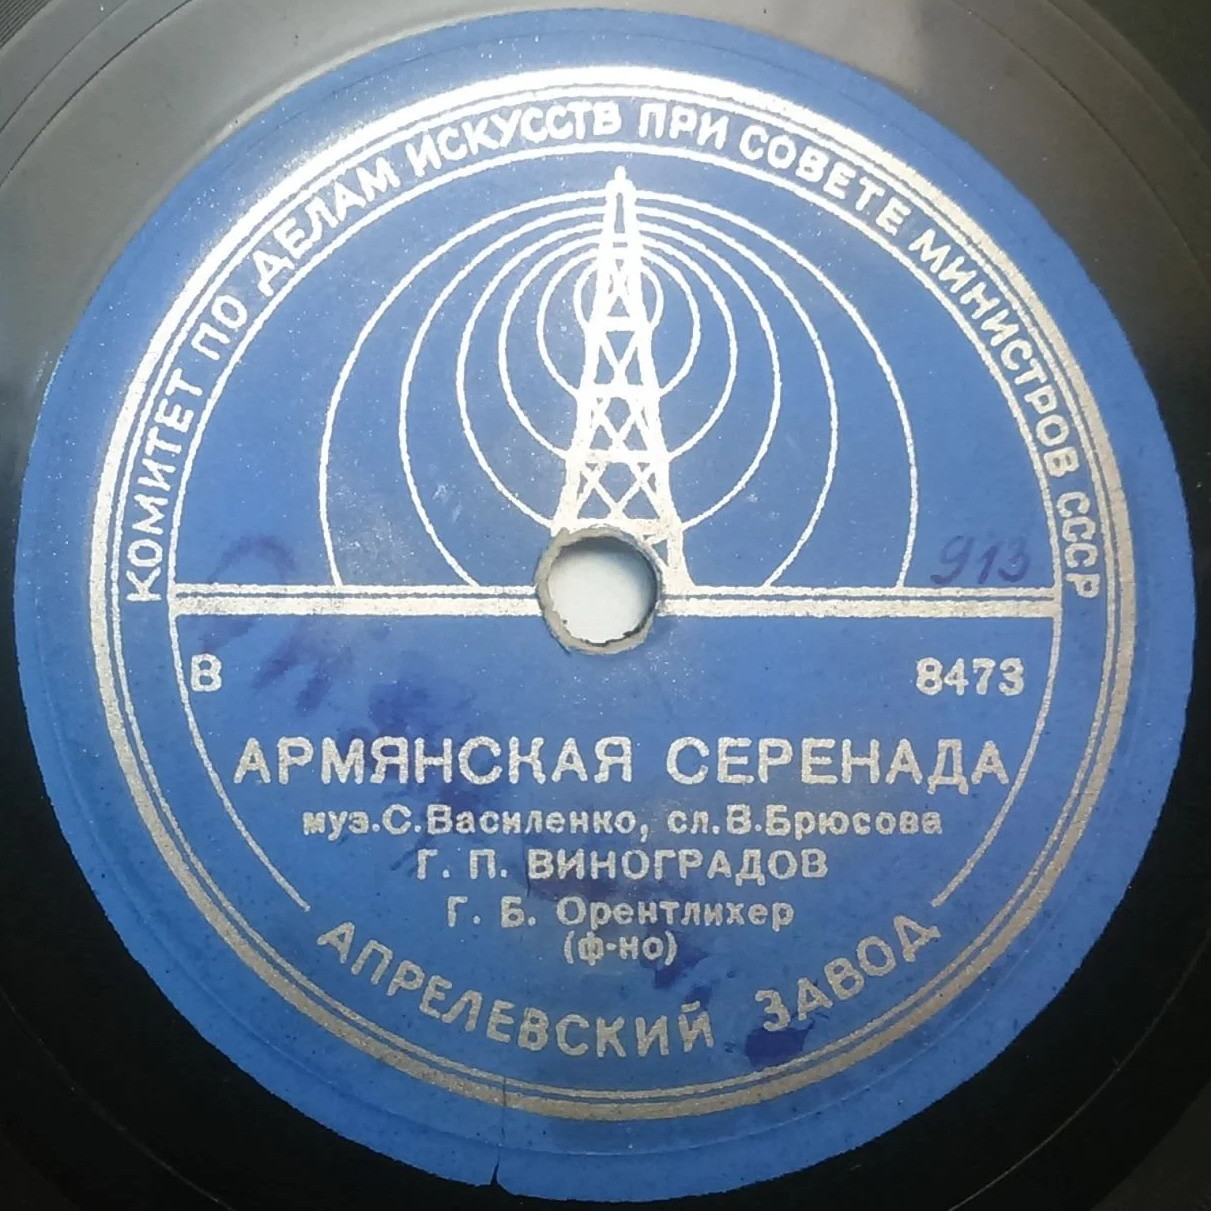 КОМИТЕТ ПО ДЕЛАМ ИСКУССТВ ПРИ СОВЕТЕ МИНИСТРОВ СССР
913
В 8473
АРМЯНСКАЯ СЕРЕНАДА
муз.С.Василенко, сл.В.Брюсова
Г. П. ВИНОГРАДОВ
Г. Б. Орентлихер
(ф-но)
АПРЕЛЕВСКИЙ ЗАВОД